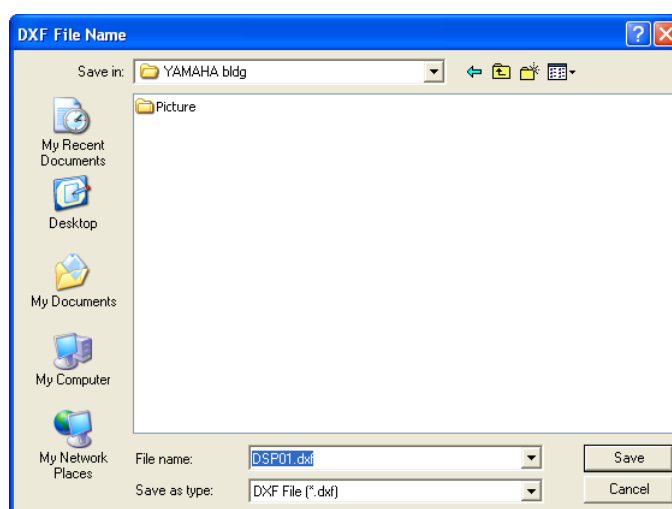 DXF File Name
Save in: YAMAHA bldg
Picture
My Recent
Documents
Desktop
My Documents
My Computer
My Network
Places
File name: DSP01.dxf Save
Save as type: DXF File (*.dxf) Cancel